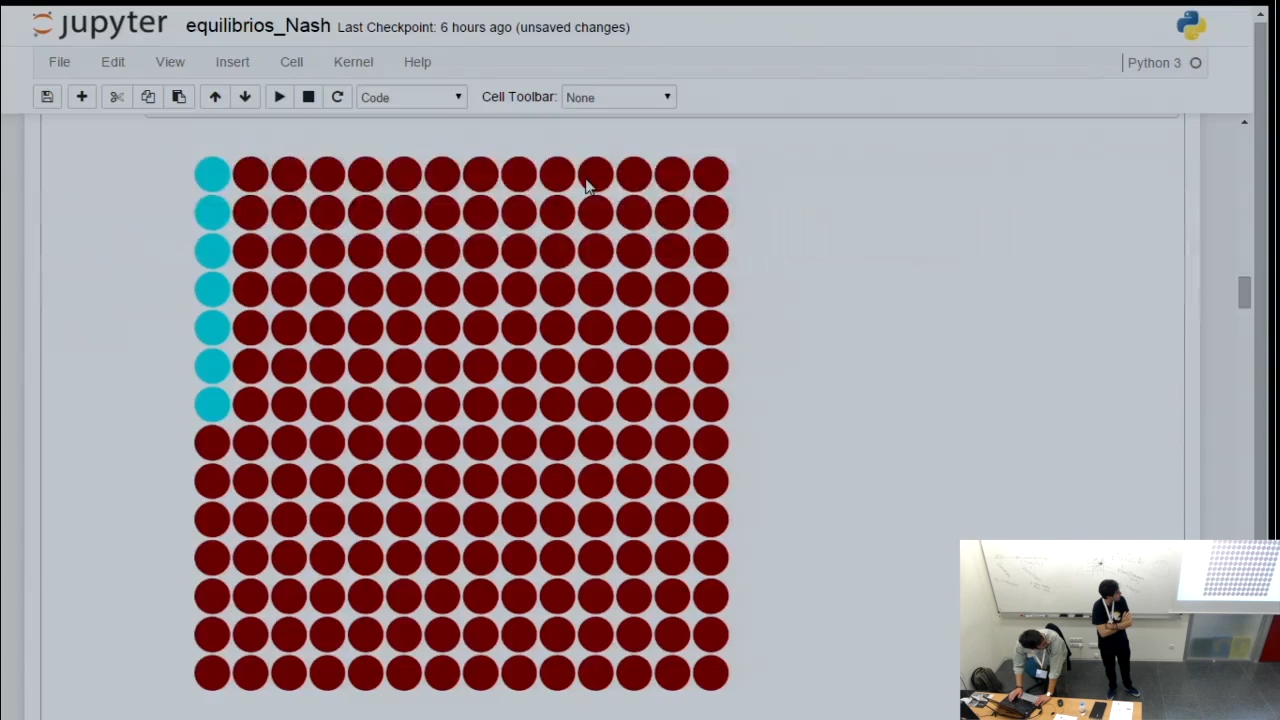 jupyter equilibrios_Nash Last Checkpoint: 6 hours ago (unsaved changes)
File Edit View Insert Cell Kernel Help Python 3
Code Cell Toolbar: None